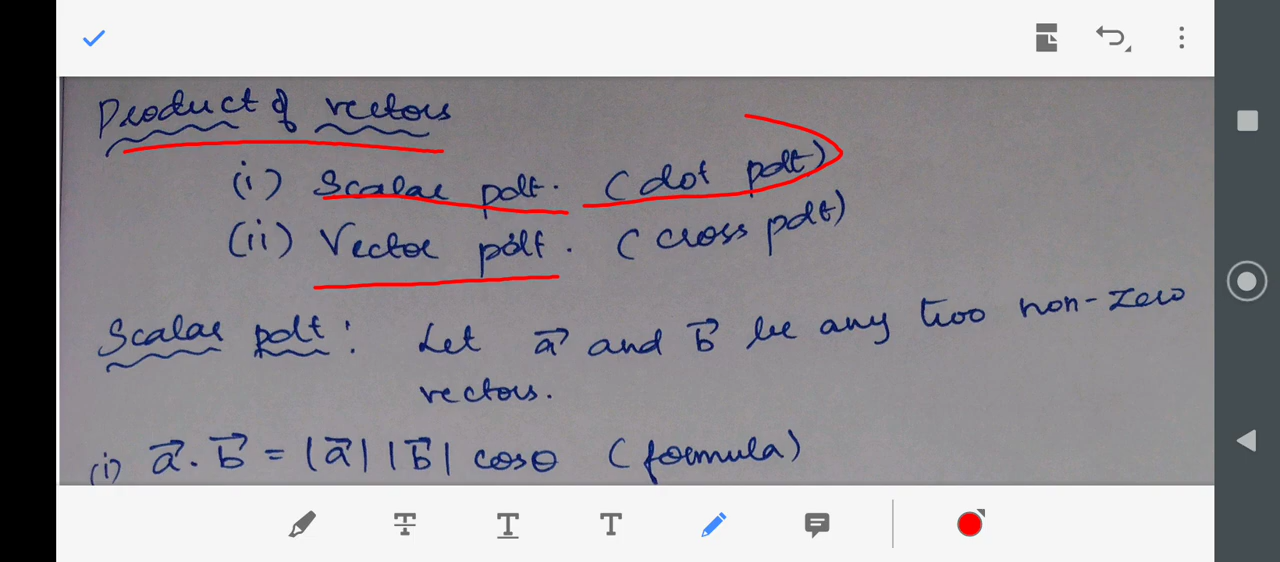 Product of vectors
(i) Scalar pdt. (dot pdt)
(ii) Vector pdt. (cross pdt)
Scalar pdt: Let a⃗ and b⃗ be any two non-zero
vectors.
(i) a⃗ . b⃗ = |a⃗| |b⃗| cosθ (formula)
T T T